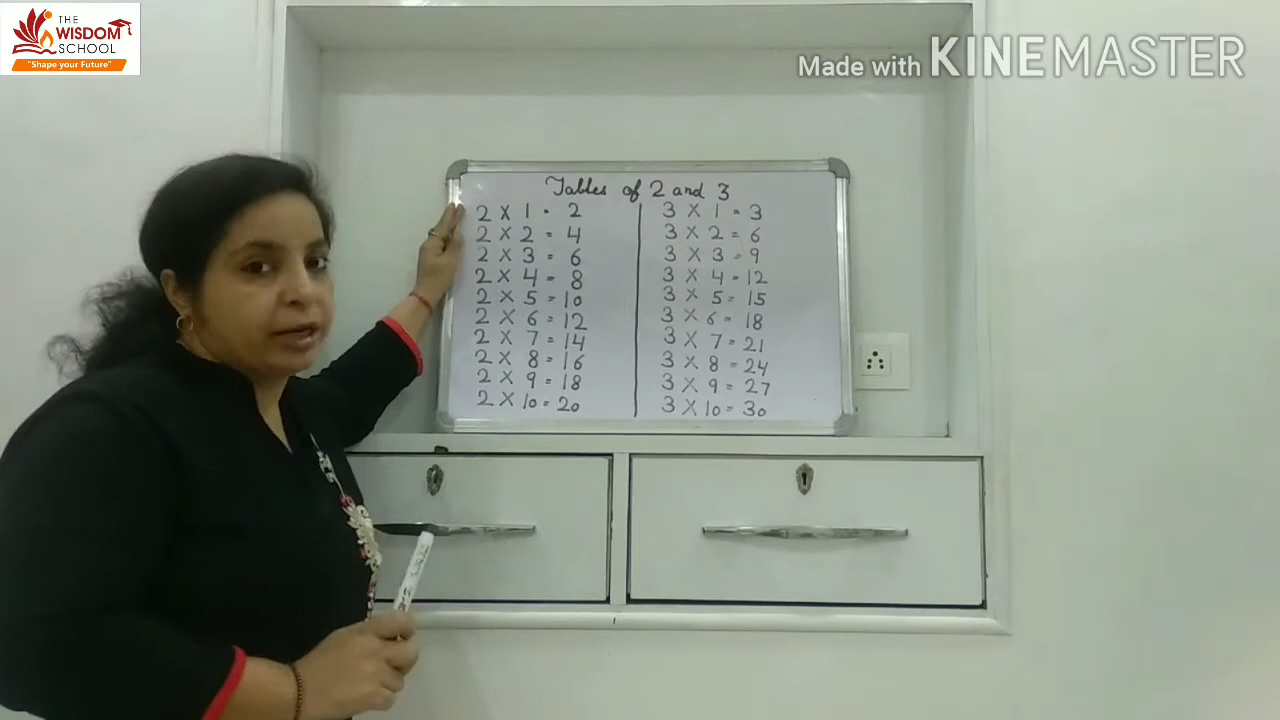 THE
WISDOM
SCHOOL
"Shape your Future"
Made with KINEMASTER
Tables of 2 and 3
2 X 1 = 2
2 X 2 = 4
2 X 3 = 6
2 X 4 = 8
2 X 5 = 10
2 X 6 = 12
2 X 7 = 14
2 X 8 = 16
2 X 9 = 18
2 X 10 = 20
3 X 1 = 3
3 X 2 = 6
3 X 3 = 9
3 X 4 = 12
3 X 5 = 15
3 X 6 = 18
3 X 7 = 21
3 X 8 = 24
3 X 9 = 27
3 X 10 = 30